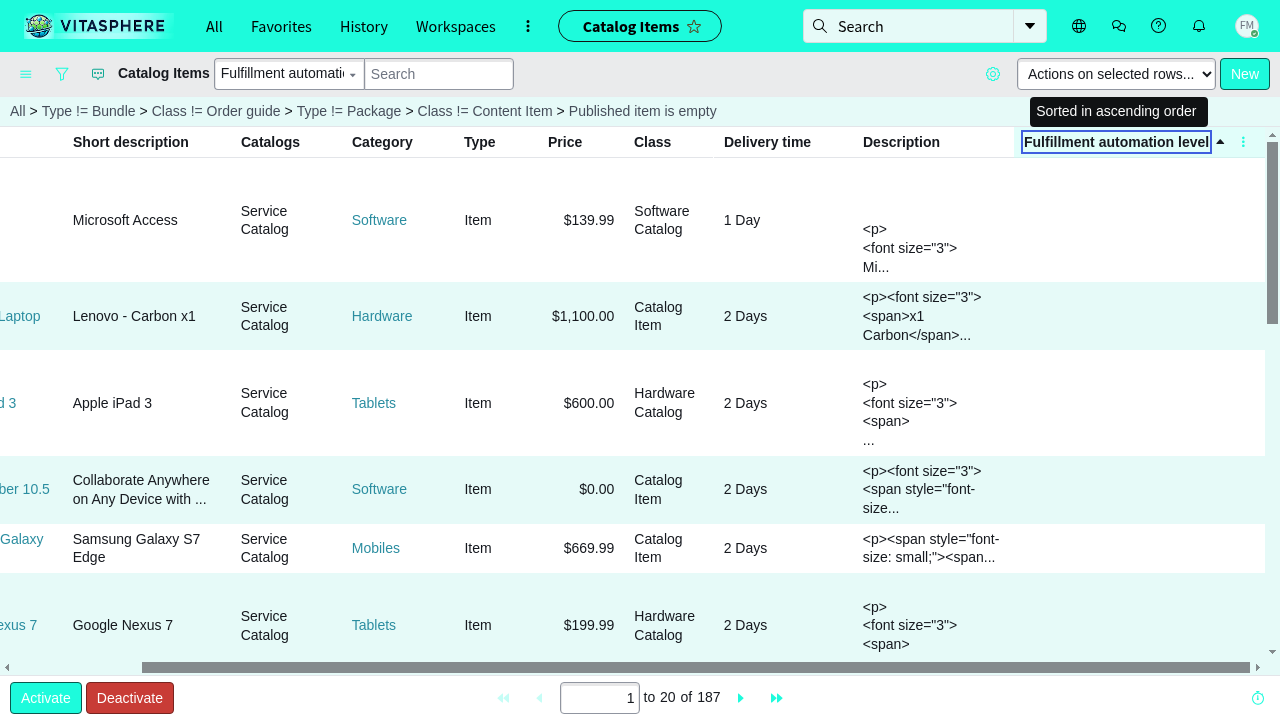 VITASPHERE All Favorites History Workspaces Catalog Items Search FM
Catalog Items Fulfillment automati Search Actions on selected rows... New
All > Type != Bundle > Class != Order guide > Type != Package > Class != Content Item > Published item is empty
Sorted in ascending order
Short description Catalogs Category Type Price Class Delivery time Description Fulfillment automation level
Microsoft Access Service Catalog Software Item $139.99 Software Catalog 1 Day
<p>
<font size="3">
Mi...
Laptop Lenovo - Carbon x1 Service Catalog Hardware Item $1,100.00 Catalog Item 2 Days
<p><font size="3">
<span>x1
Carbon</span>...
d 3 Apple iPad 3 Service Catalog Tablets Item $600.00 Hardware Catalog 2 Days
<p>
<font size="3">
<span>
...
ber 10.5 Collaborate Anywhere on Any Device with ... Service Catalog Software Item $0.00 Catalog Item 2 Days
<p><font size="3">
<span style="font-
size...
Galaxy Samsung Galaxy S7 Edge Service Catalog Mobiles Item $669.99 Catalog Item 2 Days
<p><span style="font-
size: small;"><span...
exus 7 Google Nexus 7 Service Catalog Tablets Item $199.99 Hardware Catalog 2 Days
<p>
<font size="3">
<span>
Activate Deactivate 1 to 20 of 187